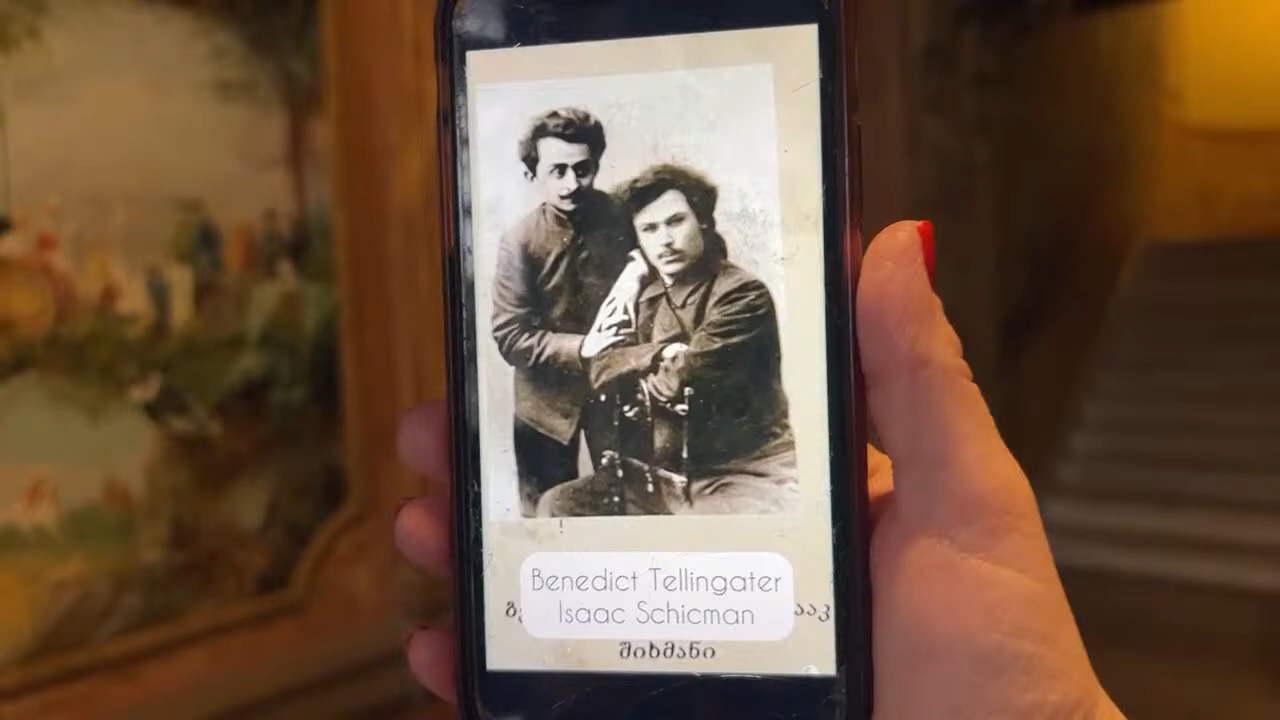 Benedict Tellingater
Isaac Schicman
შიხმანი